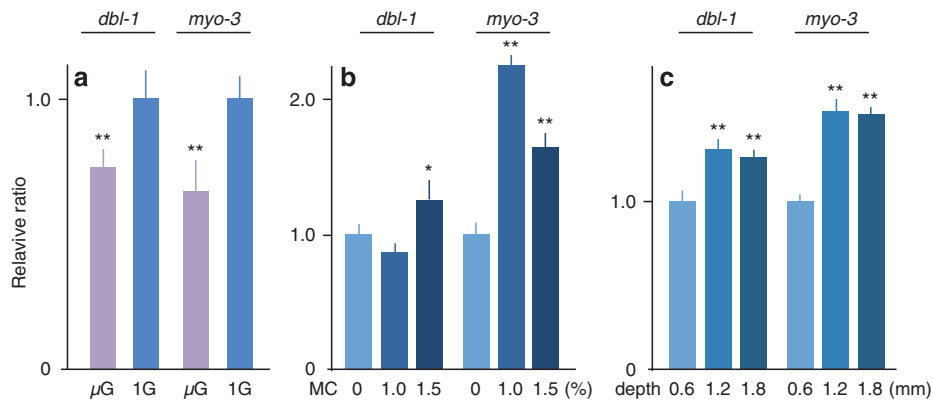 dbl-1 myo-3 dbl-1 myo-3 dbl-1 myo-3
a b c
Relavive ratio
1.0
0
** **
µG 1G µG 1G
2.0
1.0
0
* ** **
MC 0 1.0 1.5 0 1.0 1.5 (%)
1.0
0
** ** ** **
depth 0.6 1.2 1.8 0.6 1.2 1.8 (mm)